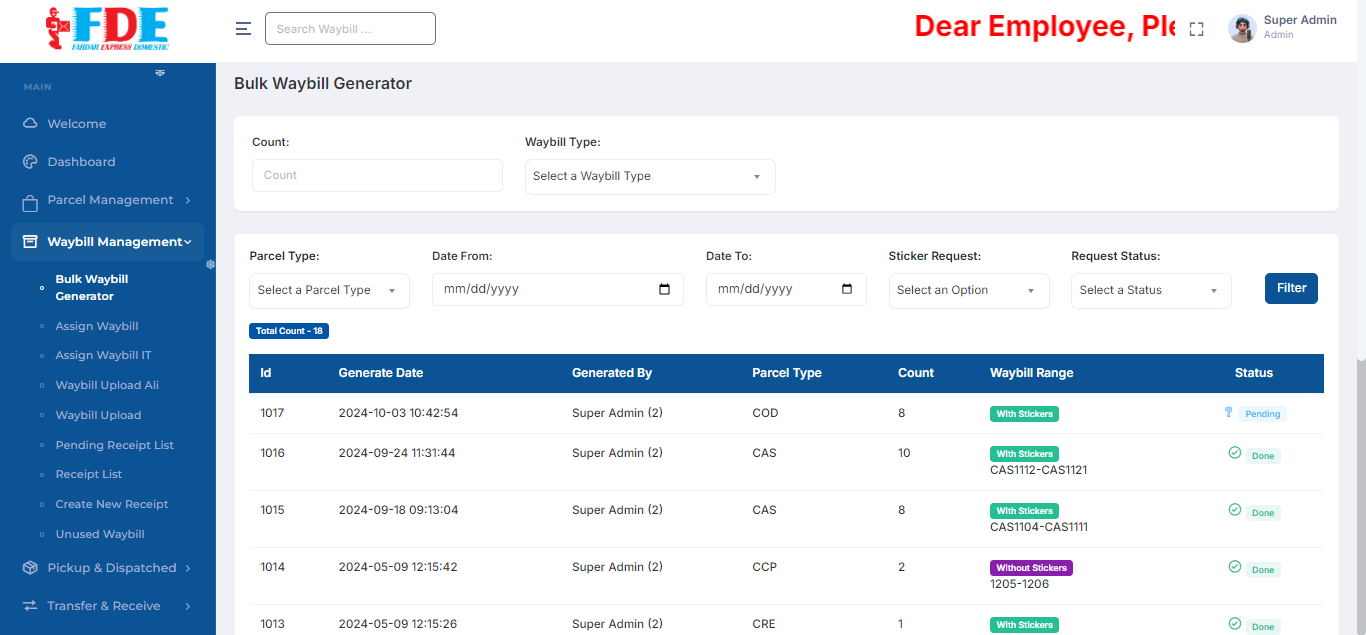 FDE
FARDAR EXPRESS DOMESTIC
Search Waybill ...
Dear Employee, Ple
Super Admin
Admin
MAIN
Welcome
Dashboard
Parcel Management
Waybill Management
Bulk Waybill
Generator
Assign Waybill
Assign Waybill IT
Waybill Upload Ali
Waybill Upload
Pending Receipt List
Receipt List
Create New Receipt
Unused Waybill
Pickup & Dispatched
Transfer & Receive
Bulk Waybill Generator
Count:
Count
Waybill Type:
Select a Waybill Type
Parcel Type:
Select a Parcel Type
Date From:
mm/dd/yyyy
Date To:
mm/dd/yyyy
Sticker Request:
Select an Option
Request Status:
Select a Status
Filter
Total Count - 18
Id Generate Date Generated By Parcel Type Count Waybill Range Status
1017 2024-10-03 10:42:54 Super Admin (2) COD 8 With Stickers Pending
1016 2024-09-24 11:31:44 Super Admin (2) CAS 10 With Stickers Done
CAS1112-CAS1121
1015 2024-09-18 09:13:04 Super Admin (2) CAS 8 With Stickers Done
CAS1104-CAS1111
1014 2024-05-09 12:15:42 Super Admin (2) CCP 2 Without Stickers Done
1205-1206
1013 2024-05-09 12:15:26 Super Admin (2) CRE 1 With Stickers Done